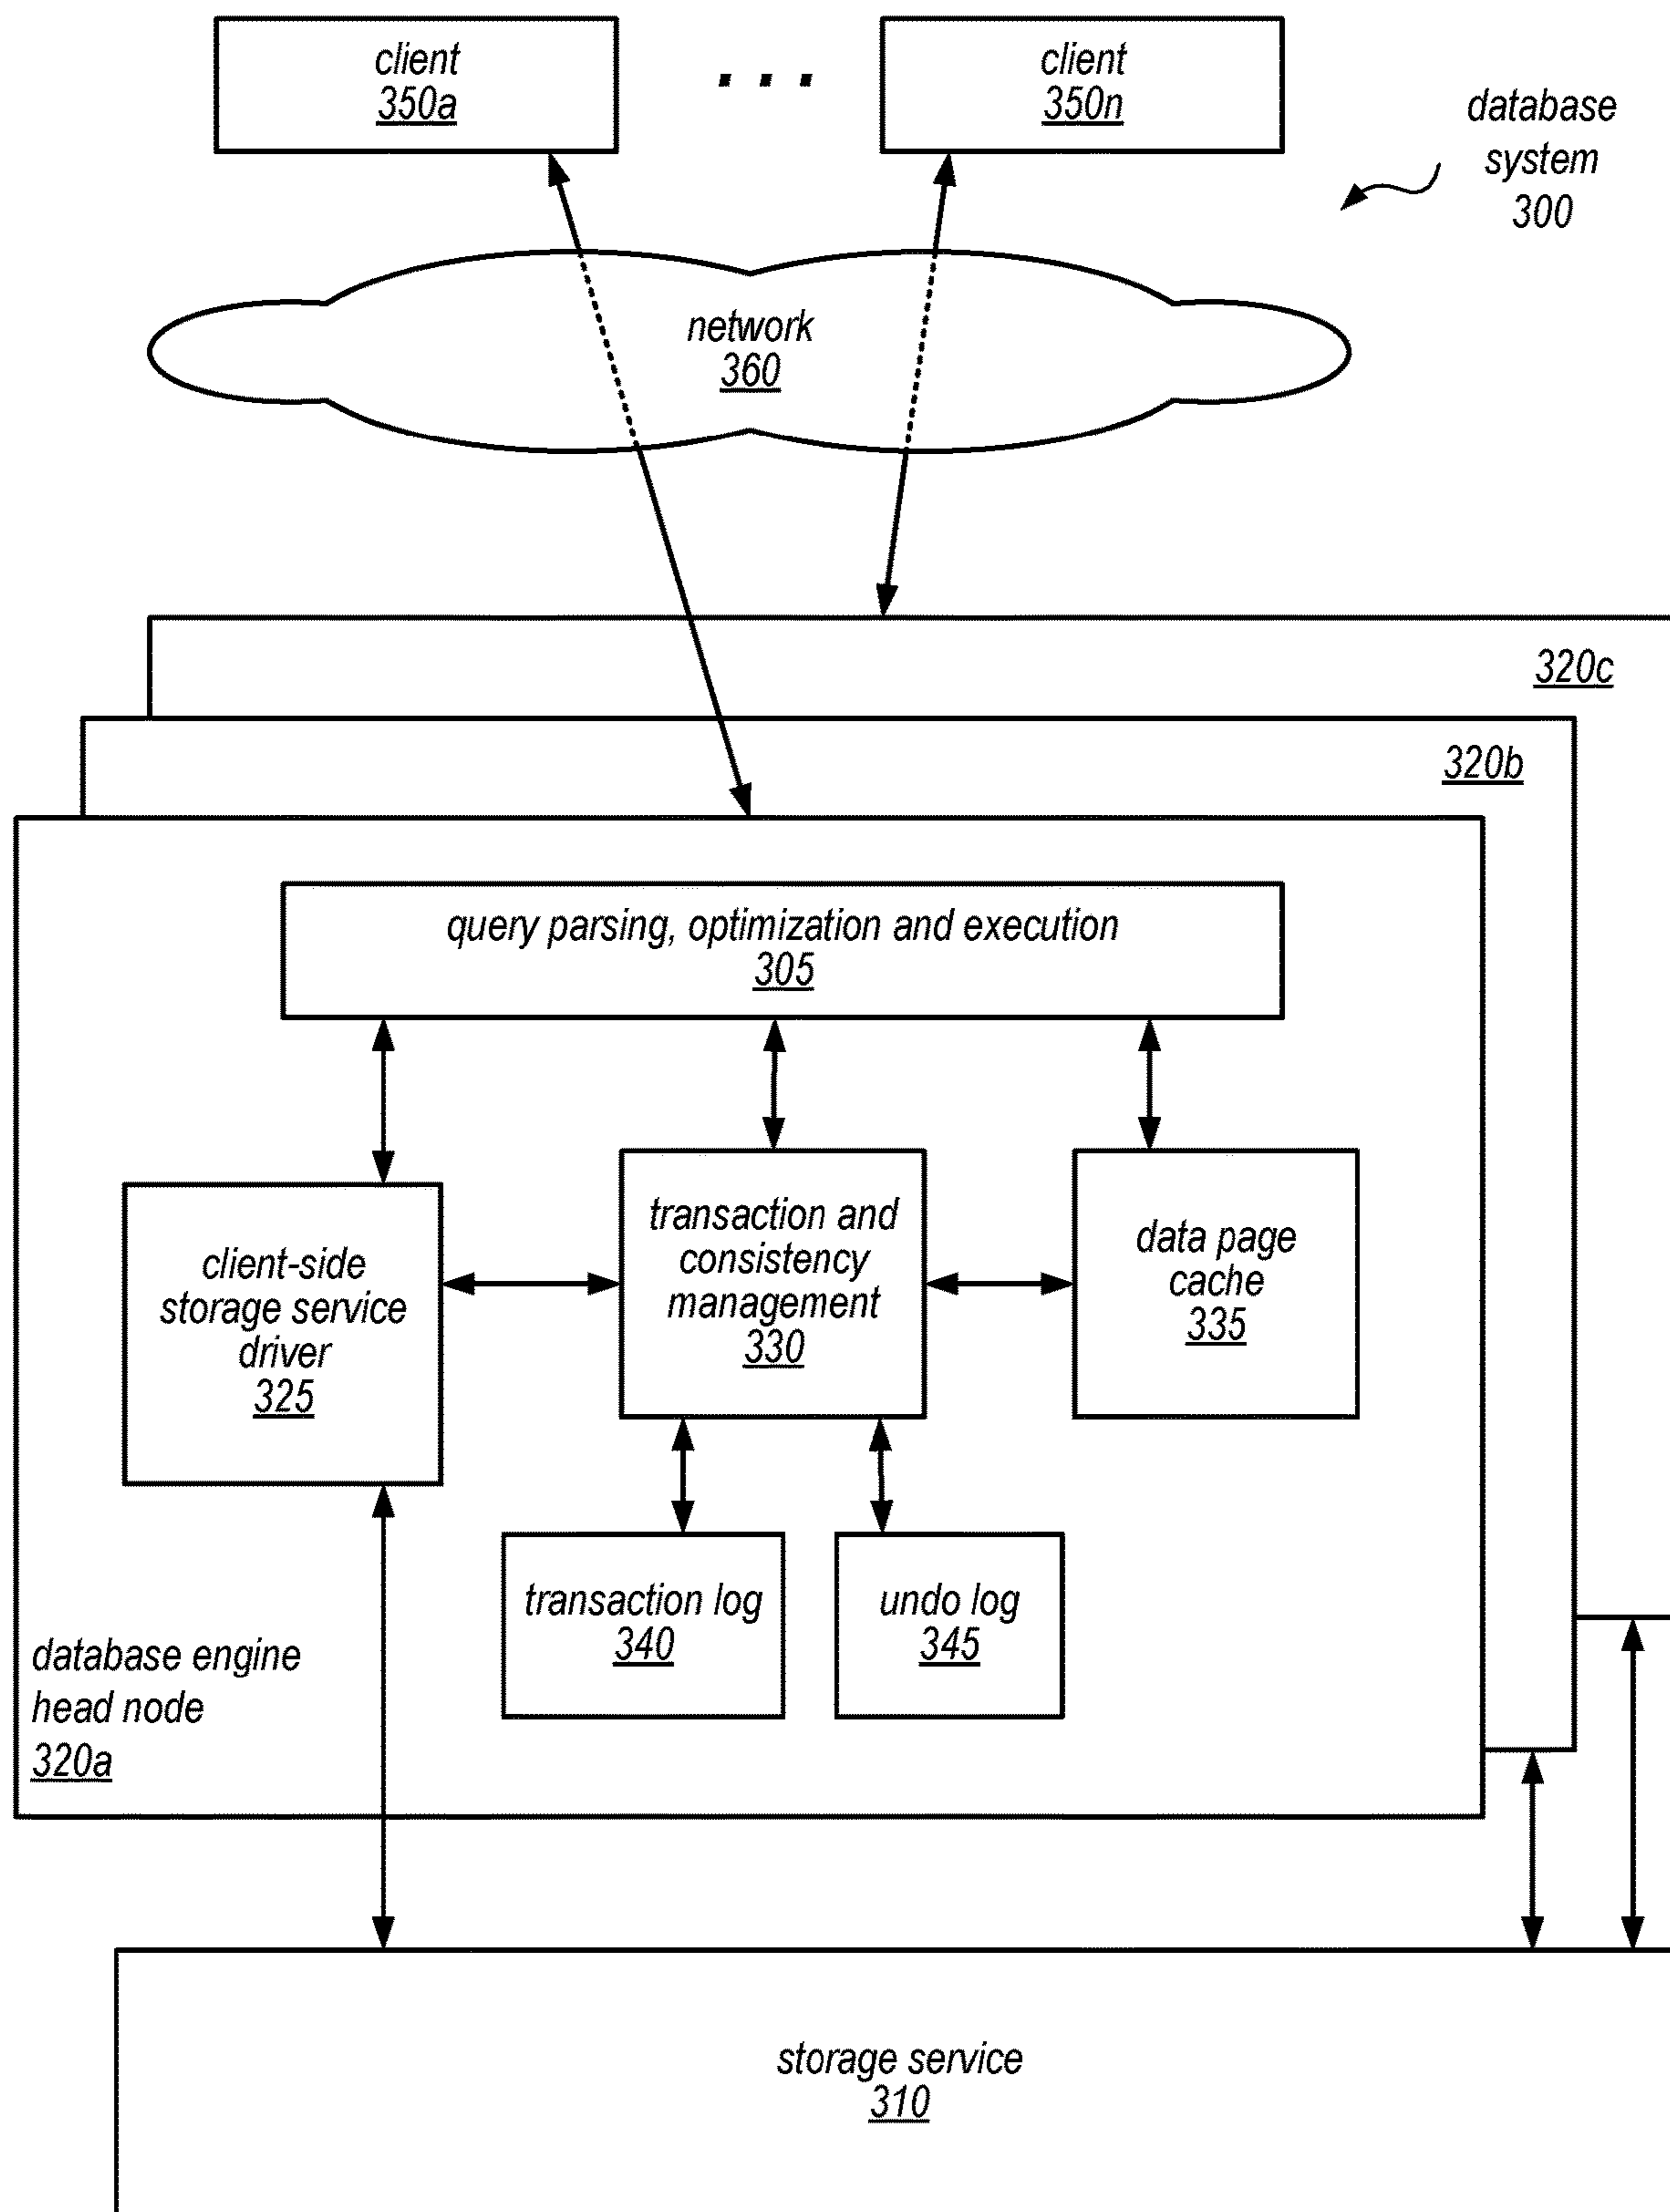 client
350a
. . .
client
350n
database
system
300
network
360
320c
320b
query parsing, optimization and execution
305
client-side
storage service
driver
325
transaction and
consistency
management
330
data page
cache
335
transaction log
340
undo log
345
database engine
head node
320a
storage service
310